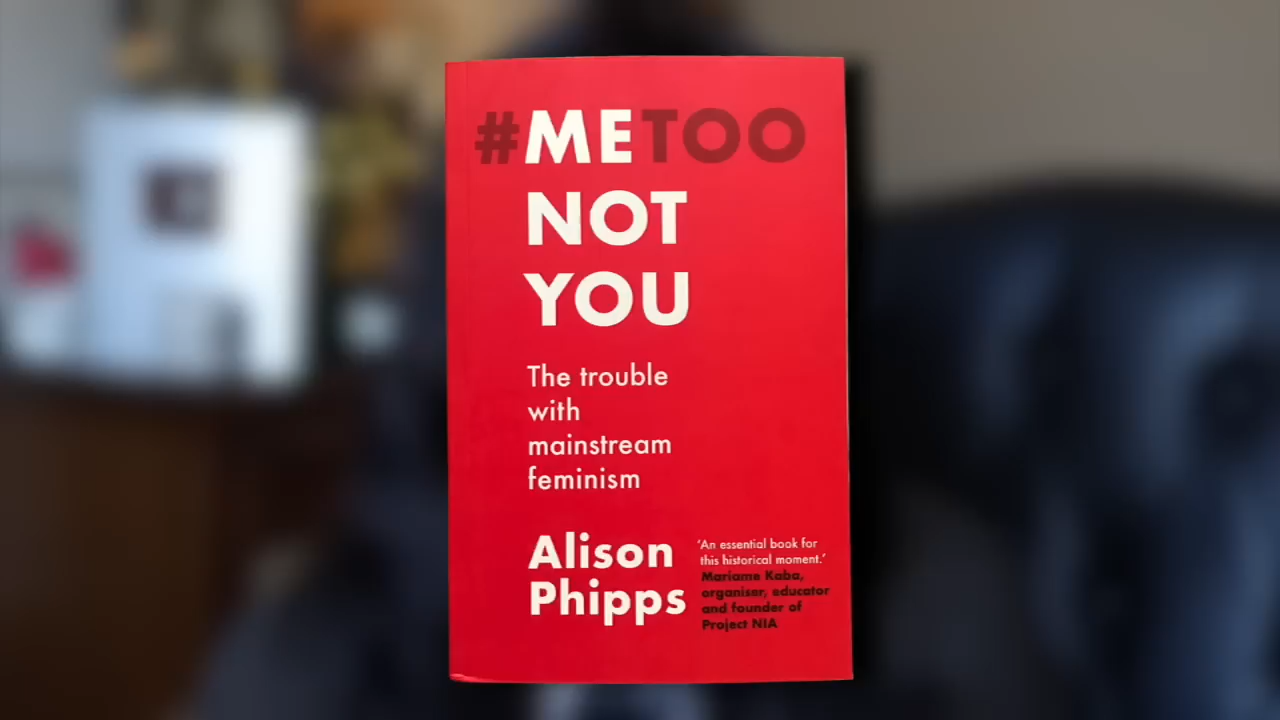 #METOO
NOT
YOU
The trouble
with
mainstream
feminism
Alison
Phipps
‘An essential book for
this historical moment.’
Mariame Kaba,
organiser, educator
and founder of
Project NIA